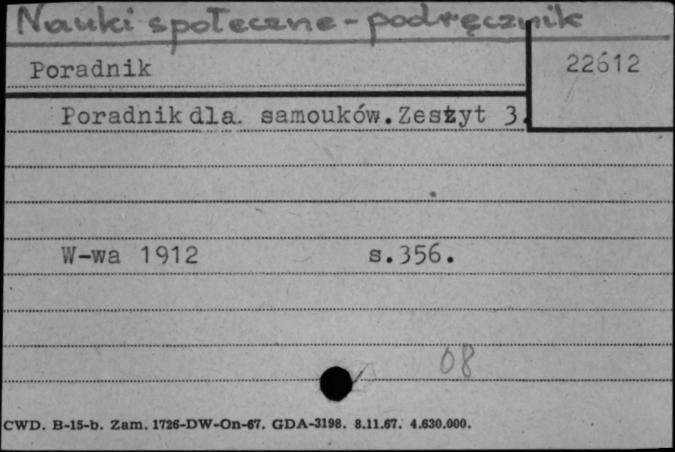 Nauki społeczne - podręcznik
Poradnik 22612
Poradnik dla. samouków. Zeszyt 3.
W-wa 1912 s.356.
08
CWD. B-15-b. Zam. 1726-DW-On-67. GDA-3198. 8.11.67. 4.630.000.